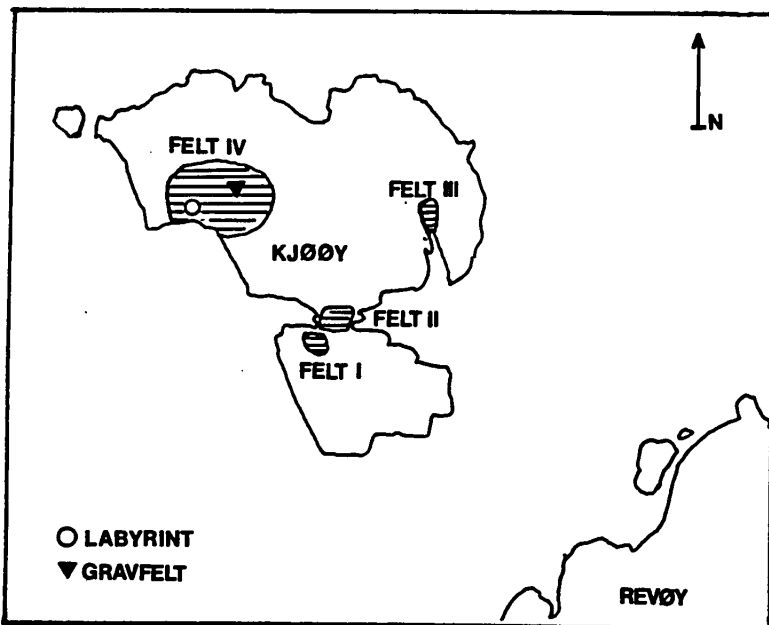 N
FELT IV
FELT III
KJØØY
FELT II
FELT I
LABYRINT
GRAVFELT
REVØY